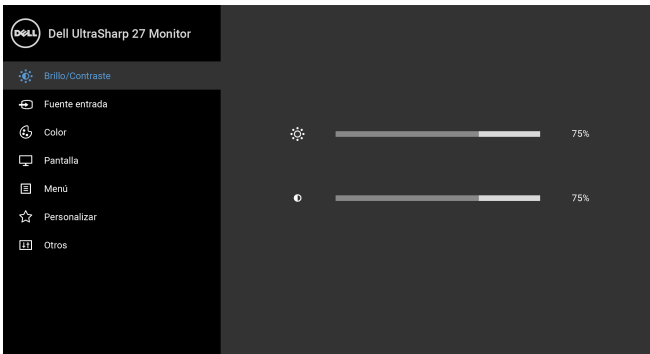 DELL
Dell UltraSharp 27 Monitor
Brillo/Contraste
Fuente entrada
Color
Pantalla
Menú
Personalizar
Otros
75%
75%